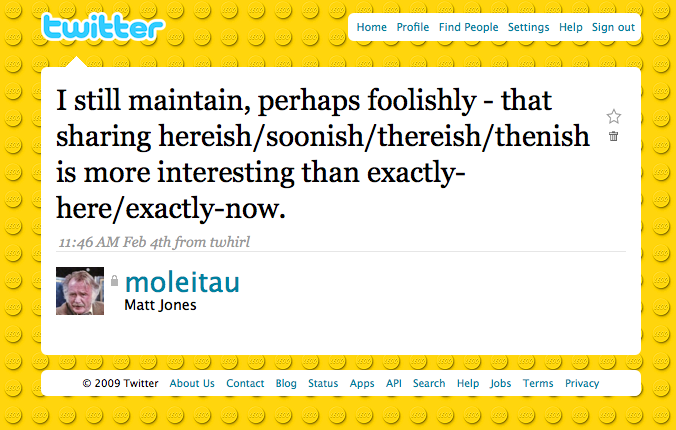 twitter
Home Profile Find People Settings Help Sign out
I still maintain, perhaps foolishly - that
sharing hereish/soonish/thereish/thenish
is more interesting than exactly-
here/exactly-now.
11:46 AM Feb 4th from twhirl
moleitau
Matt Jones
© 2009 Twitter About Us Contact Blog Status Apps API Search Help Jobs Terms Privacy